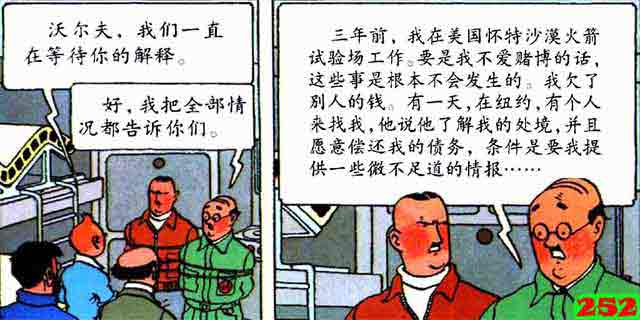 沃尔夫，我们一直
在等待你的解释。
好，我把全部情
况都告诉你们。
三年前，我在美国怀特沙漠火箭
试验场工作。要是我不爱赌博的话，
这些事是根本不会发生的。我欠了
别人的钱。有一天，在纽约，有个人
来找我，他说他了解我的处境，并且
愿意偿还我的债务，条件是要我提
供一些微不足道的情报……
252